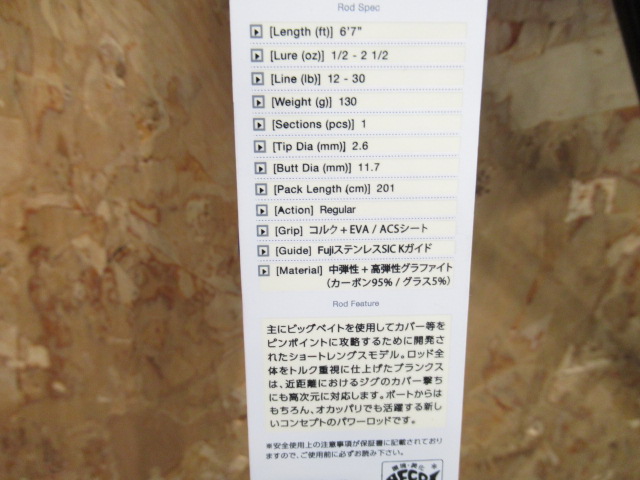 Rod Spec
[Length (ft)] 6'7"
[Lure (oz)] 1/2 - 2 1/2
[Line (lb)] 12 - 30
[Weight (g)] 130
[Sections (pcs)] 1
[Tip Dia (mm)] 2.6
[Butt Dia (mm)] 11.7
[Pack Length (cm)] 201
[Action] Regular
[Grip] コルク+EVA / ACSシート
[Guide] FujiステンレスSIC Kガイド
[Material] 中弾性+高弾性グラファイト
(カーボン95% / グラス5%)
Rod Feature
主にビッグベイトを使用してカバー等を
ピンポイントに攻略するために開発さ
れたショートレングスモデル。ロッド全
体をトルク重視に仕上げたブランクス
は、近距離におけるジグのカバー撃ち
にも高次元に対応します。ボートからは
もちろん、オカッパリでも活躍する新し
いコンセプトのパワーロッドです。
※安全使用上の注意事項が保証書に記載されており
ますので、ご使用前に必ずお読み下さい。